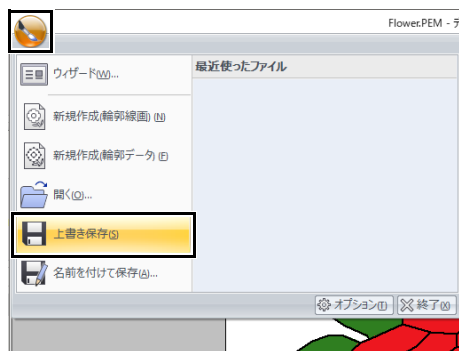 Flower.PEM - デ
ウィザード(W)...
最近使ったファイル
新規作成(輪郭線画) (N)
新規作成(輪郭データ) (F)
開く(O)...
上書き保存(S)
名前を付けて保存(A)...
オプション(T) 終了(X)